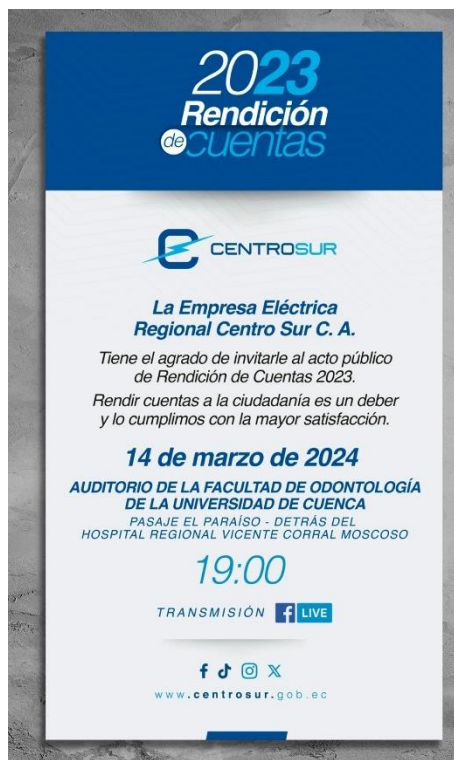 2023
Rendición
de cuentas
CENTROSUR
La Empresa Eléctrica
Regional Centro Sur C. A.
Tiene el agrado de invitarle al acto público
de Rendición de Cuentas 2023.
Rendir cuentas a la ciudadanía es un deber
y lo cumplimos con la mayor satisfacción.
14 de marzo de 2024
AUDITORIO DE LA FACULTAD DE ODONTOLOGÍA
DE LA UNIVERSIDAD DE CUENCA
PASAJE EL PARAÍSO - DETRÁS DEL
HOSPITAL REGIONAL VICENTE CORRAL MOSCOSO
19:00
TRANSMISIÓN f LIVE
www.centrosur.gob.ec